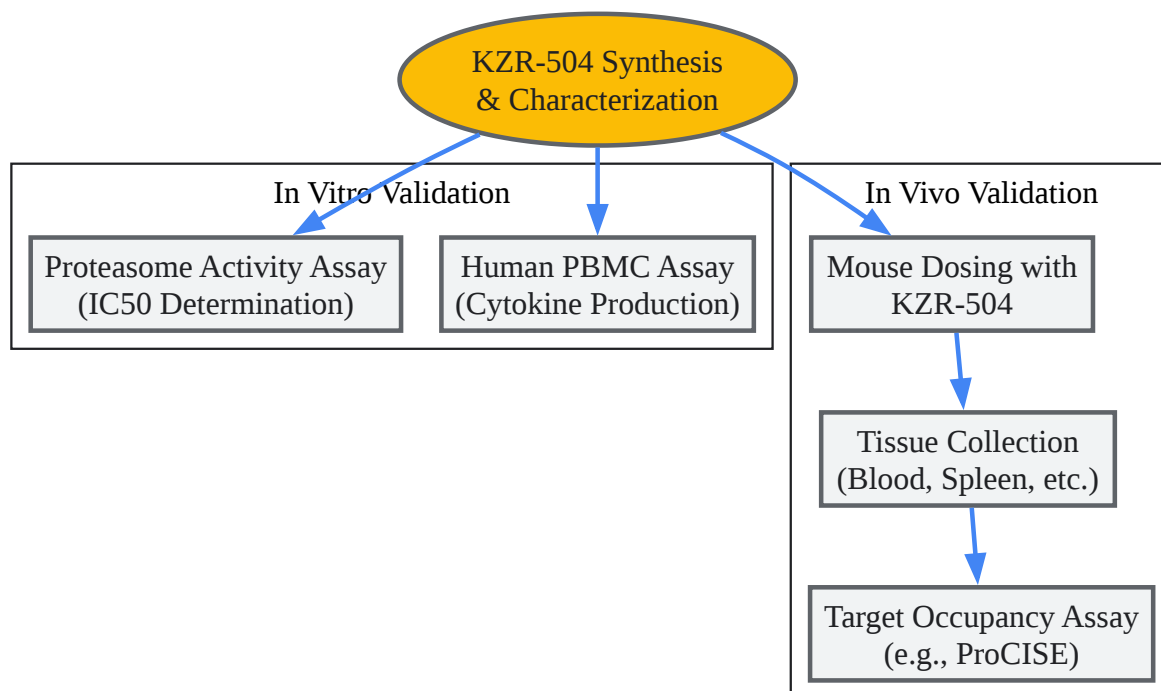 KZR-504 Synthesis
& Characterization
In Vitro Validation
Proteasome Activity Assay
(IC50 Determination)
Human PBMC Assay
(Cytokine Production)
In Vivo Validation
Mouse Dosing with
KZR-504
Tissue Collection
(Blood, Spleen, etc.)
Target Occupancy Assay
(e.g., ProCISE)